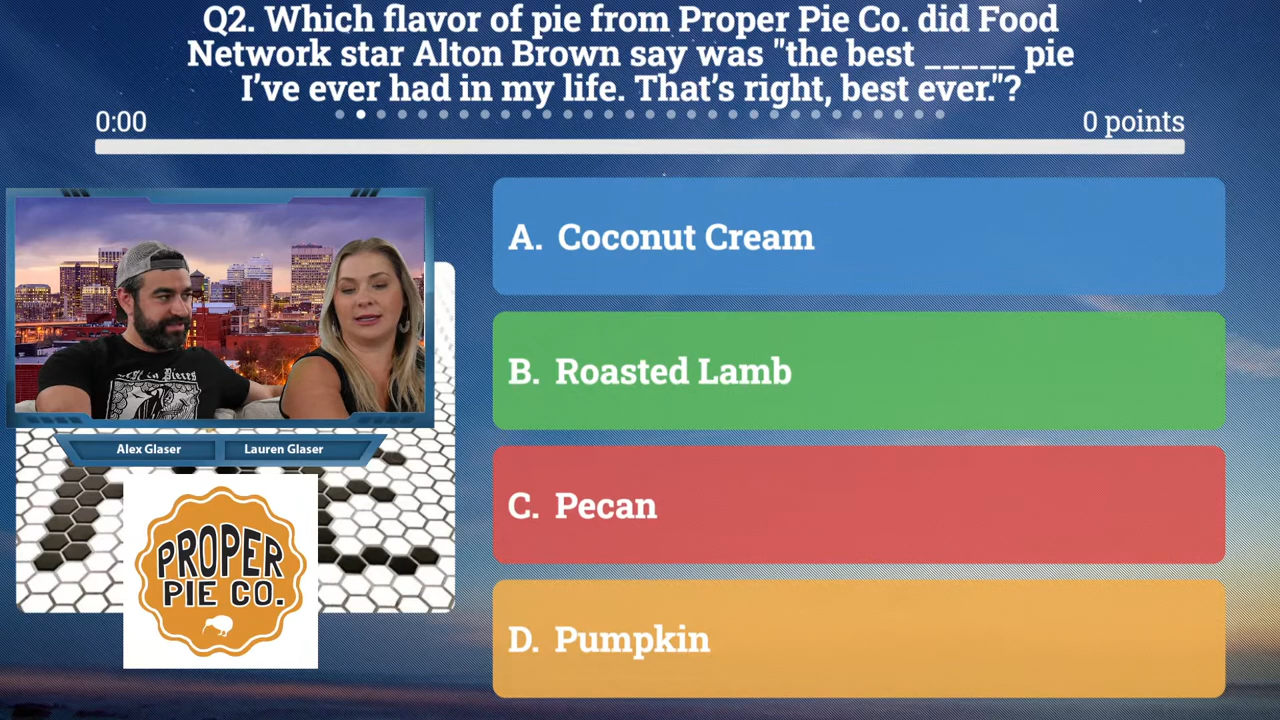 Q2. Which flavor of pie from Proper Pie Co. did Food
Network star Alton Brown say was "the best _____ pie
I’ve ever had in my life. That’s right, best ever."?
0:00
0 points
A. Coconut Cream
B. Roasted Lamb
C. Pecan
D. Pumpkin
Alex Glaser
Lauren Glaser
PROPER
PIE CO.